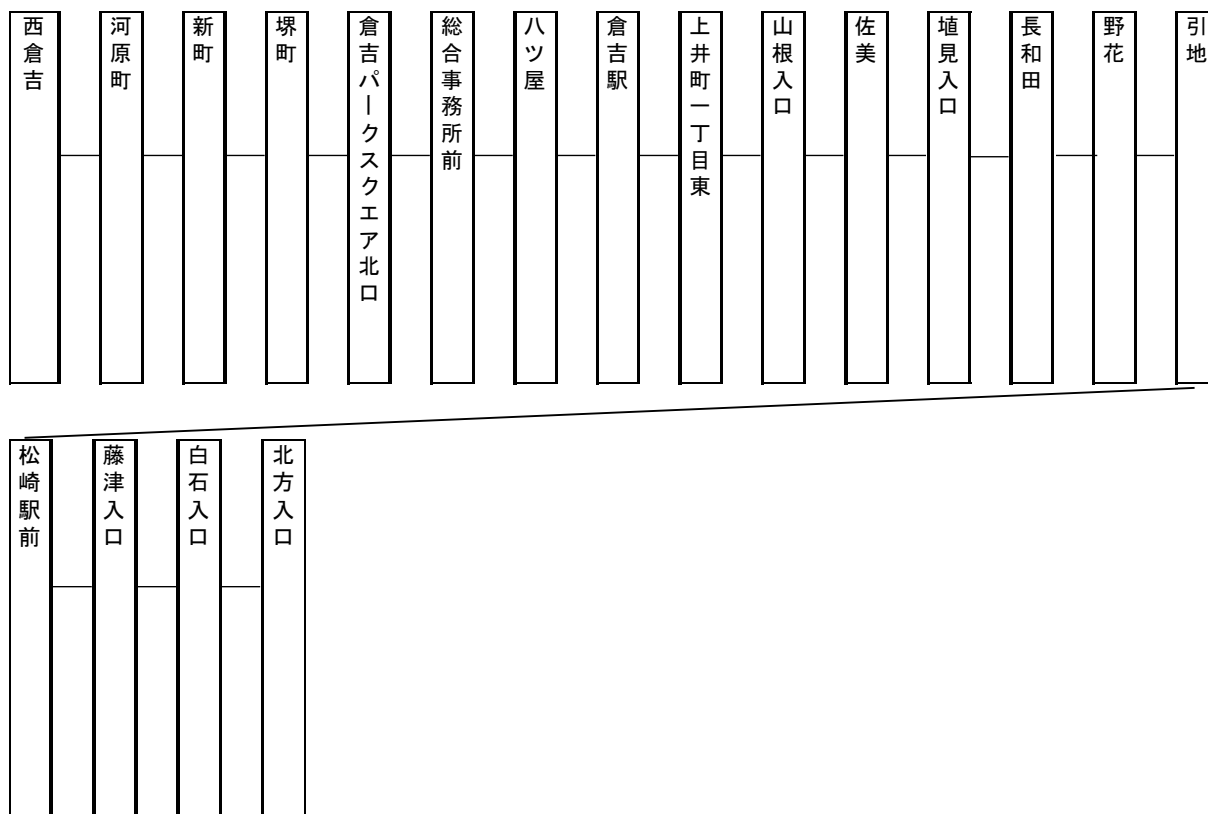 西倉吉
河原町
新町
堺町
倉吉パークスクエア北口
総合事務所前
八ツ屋
倉吉駅
上井町一丁目東
山根入口
佐美
埴見入口
長和田
野花
引地
松崎駅前
藤津入口
白石入口
北方入口